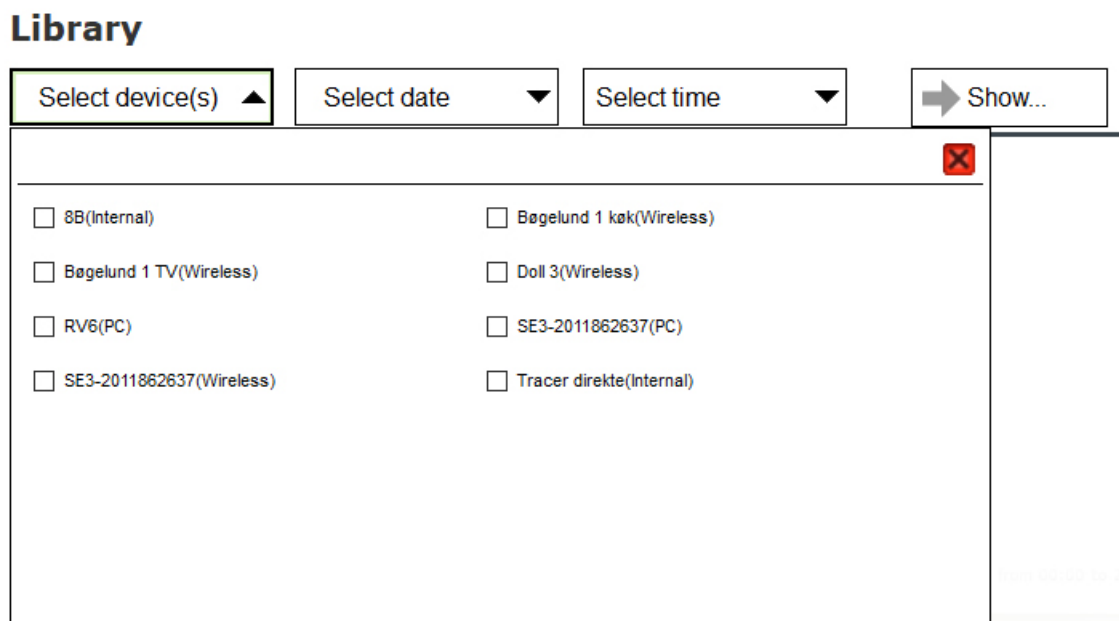 Library
Select device(s) Select date Select time Show...
8B(Internal) Bøgelund 1 køk(Wireless)
Bøgelund 1 TV(Wireless) Doll 3(Wireless)
RV6(PC) SE3-2011862637(PC)
SE3-2011862637(Wireless) Tracer direkte(Internal)